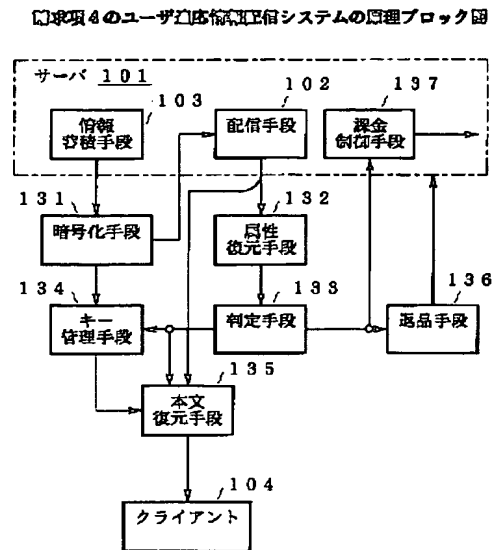 請求項4のユーザ適応情報配信システムの原理ブロック図
サーバ 101
103
102
137
情報
蓄積手段
配信手段
課金
制御手段
131
132
暗号化手段
属性
復元手段
134
133
136
キー
管理手段
判定手段
返品手段
135
本文
復元手段
104
クライアント